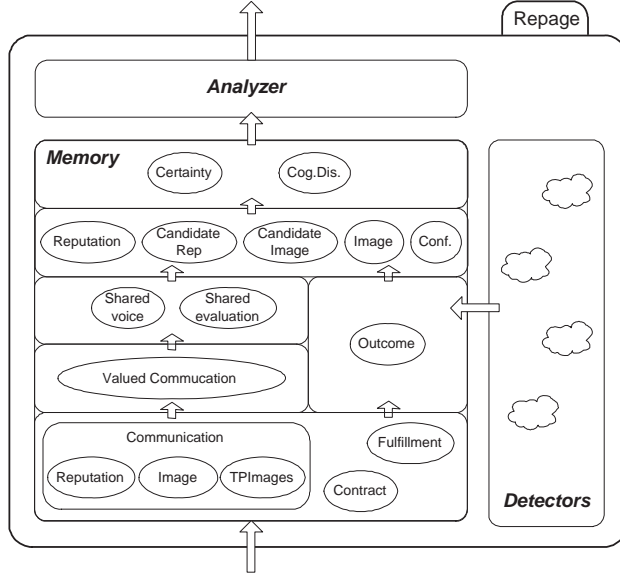 Repage
Analyzer
Memory
Certainty
Cog.Dis.
Reputation
Candidate
Rep
Candidate
Image
Image
Conf.
Shared
voice
Shared
evaluation
Outcome
Valued Commucation
Communication
Fulfillment
Reputation
Image
TPImages
Contract
Detectors